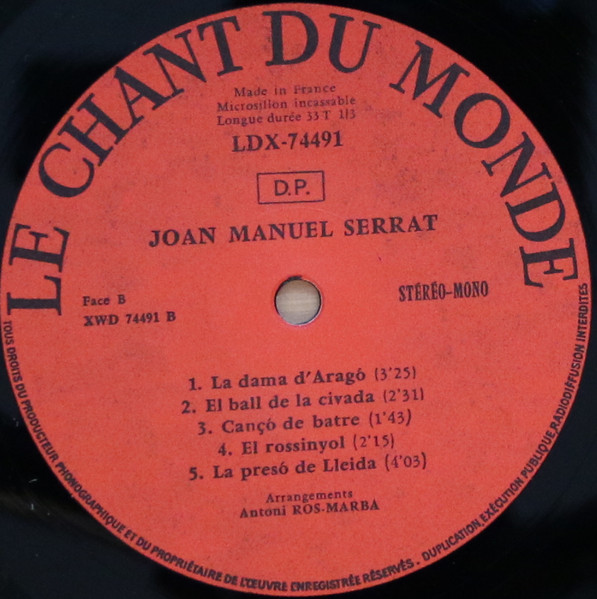 LE CHANT DU MONDE
Made in France
Microsillon incassable
Longue durée 33 T 1/3
LDX-74491
D.P.
JOAN MANUEL SERRAT
Face B
XWD 74491 B
STÉRÉO-MONO
1. La dama d'Aragó (3'25)
2. El ball de la civada (2'31)
3. Cançó de batre (1'43)
4. El rossinyol (2'15)
5. La presó de Lleida (4'03)
Arrangements
Antoni ROS-MARBA
TOUS DROITS DU PRODUCTEUR PHONOGRAPHIQUE ET DU PROPRIÉTAIRE DE L'ŒUVRE ENREGISTRÉE RÉSERVÉS. DUPLICATION, EXÉCUTION PUBLIQUE, RADIODIFFUSION INTERDITES